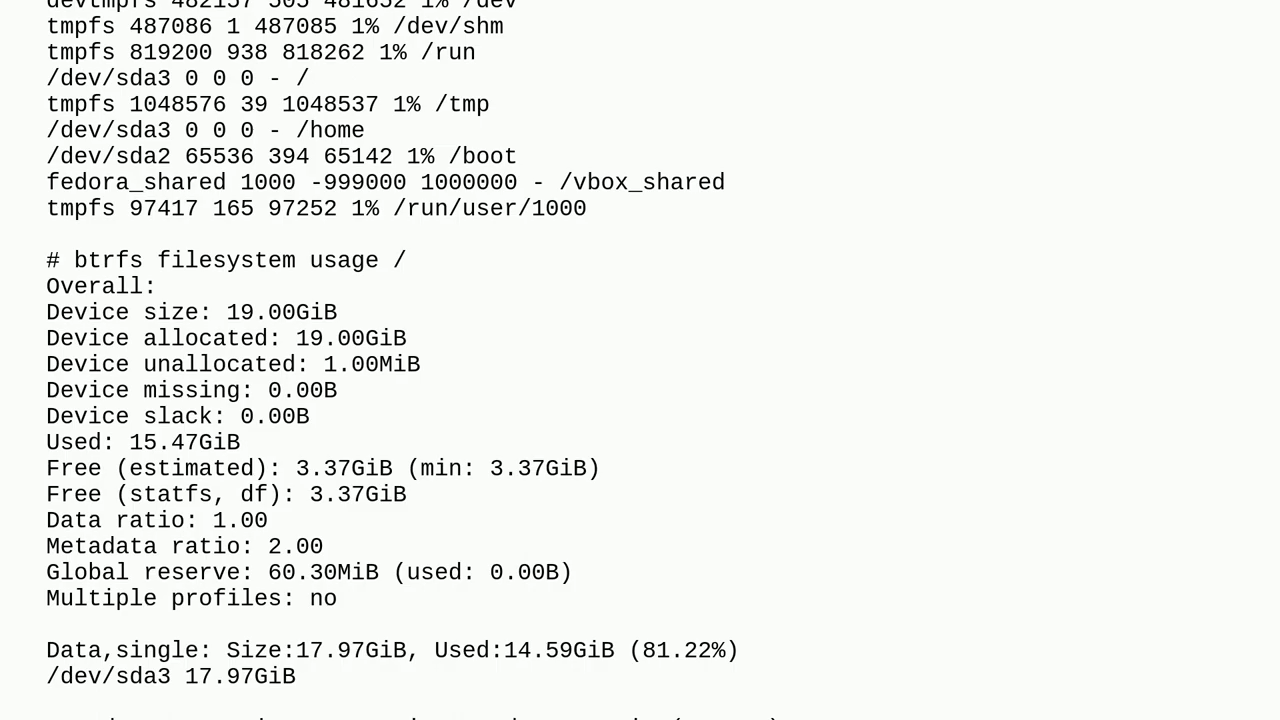 devtmpfs 482157 505 481652 1% /dev
tmpfs 487086 1 487085 1% /dev/shm
tmpfs 819200 938 818262 1% /run
/dev/sda3 0 0 0 - /
tmpfs 1048576 39 1048537 1% /tmp
/dev/sda3 0 0 0 - /home
/dev/sda2 65536 394 65142 1% /boot
fedora_shared 1000 -999000 1000000 - /vbox_shared
tmpfs 97417 165 97252 1% /run/user/1000
# btrfs filesystem usage /
Overall:
Device size: 19.00GiB
Device allocated: 19.00GiB
Device unallocated: 1.00MiB
Device missing: 0.00B
Device slack: 0.00B
Used: 15.47GiB
Free (estimated): 3.37GiB (min: 3.37GiB)
Free (statfs, df): 3.37GiB
Data ratio: 1.00
Metadata ratio: 2.00
Global reserve: 60.30MiB (used: 0.00B)
Multiple profiles: no
Data,single: Size:17.97GiB, Used:14.59GiB (81.22%)
/dev/sda3 17.97GiB